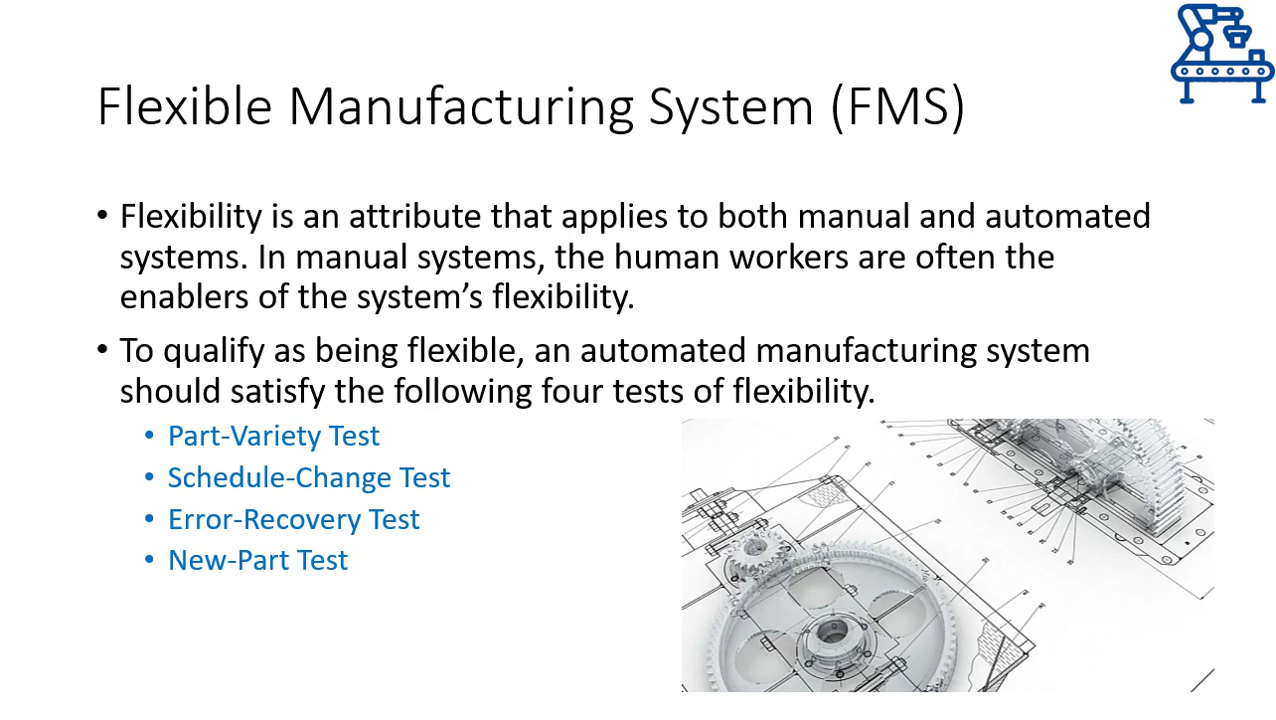 Flexible Manufacturing System (FMS)
• Flexibility is an attribute that applies to both manual and automated
systems. In manual systems, the human workers are often the
enablers of the system’s flexibility.
• To qualify as being flexible, an automated manufacturing system
should satisfy the following four tests of flexibility.
• Part-Variety Test
• Schedule-Change Test
• Error-Recovery Test
• New-Part Test